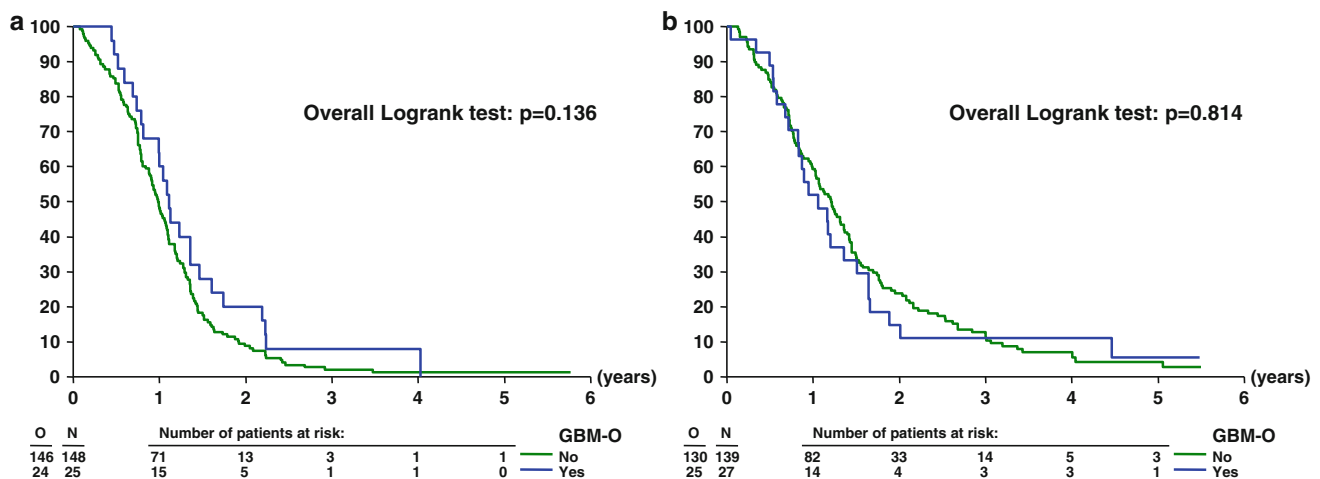 a
100
90
80
70
60
50
40
30
20
10
0
Overall Logrank test: p=0.136
0 1 2 3 4 5 6
(years)
O N Number of patients at risk: GBM-O
146 148 71 13 3 1 1 No
24 25 15 5 1 1 0 Yes
b
100
90
80
70
60
50
40
30
20
10
0
Overall Logrank test: p=0.814
0 1 2 3 4 5 6
(years)
O N Number of patients at risk: GBM-O
130 139 82 33 14 5 3 No
25 27 14 4 3 3 1 Yes